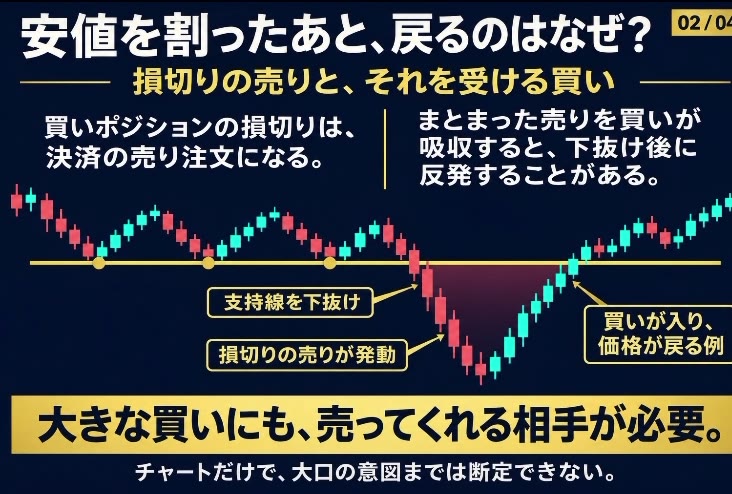 安値を割ったあと、戻るのはなぜ？
02/04
損切りの売りと、それを受ける買い
買いポジションの損切りは、
決済の売り注文になる。
まとまった売りを買いが
吸収すると、下抜け後に
反発することがある。
支持線を下抜け
損切りの売りが発動
買いが入り、
価格が戻る例
大きな買いにも、売ってくれる相手が必要。
チャートだけで、大口の意図までは断定できない。